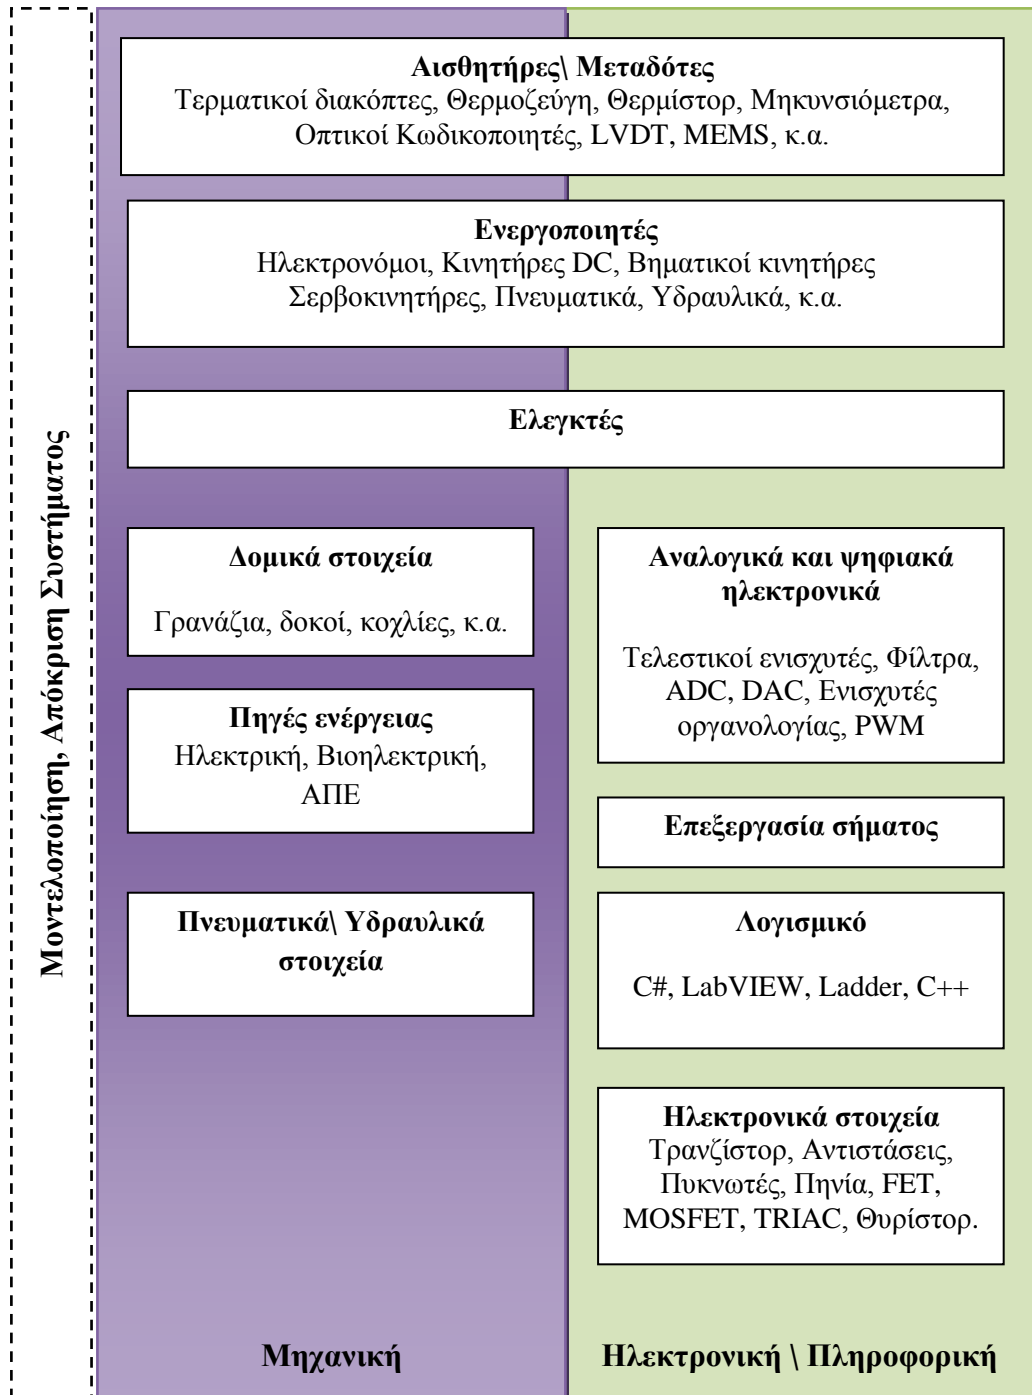 Μοντελοποίηση, Απόκριση Συστήματος
Αισθητήρες\ Μεταδότες
Τερματικοί διακόπτες, Θερμοζεύγη, Θερμίστορ, Μηκυνσιόμετρα,
Οπτικοί Κωδικοποιητές, LVDT, MEMS, κ.α.
Ενεργοποιητές
Ηλεκτρονόμοι, Κινητήρες DC, Βηματικοί κινητήρες
Σερβοκινητήρες, Πνευματικά, Υδραυλικά, κ.α.
Ελεγκτές
Δομικά στοιχεία
Γρανάζια, δοκοί, κοχλίες, κ.α.
Πηγές ενέργειας
Ηλεκτρική, Βιοηλεκτρική,
ΑΠΕ
Πνευματικά\ Υδραυλικά
στοιχεία
Μηχανική
Αναλογικά και ψηφιακά
ηλεκτρονικά
Τελεστικοί ενισχυτές, Φίλτρα,
ADC, DAC, Ενισχυτές
οργανολογίας, PWM
Επεξεργασία σήματος
Λογισμικό
C#, LabVIEW, Ladder, C++
Ηλεκτρονικά στοιχεία
Τρανζίστορ, Αντιστάσεις,
Πυκνωτές, Πηνία, FET,
MOSFET, TRIAC, Θυρίστορ.
Ηλεκτρονική \ Πληροφορική